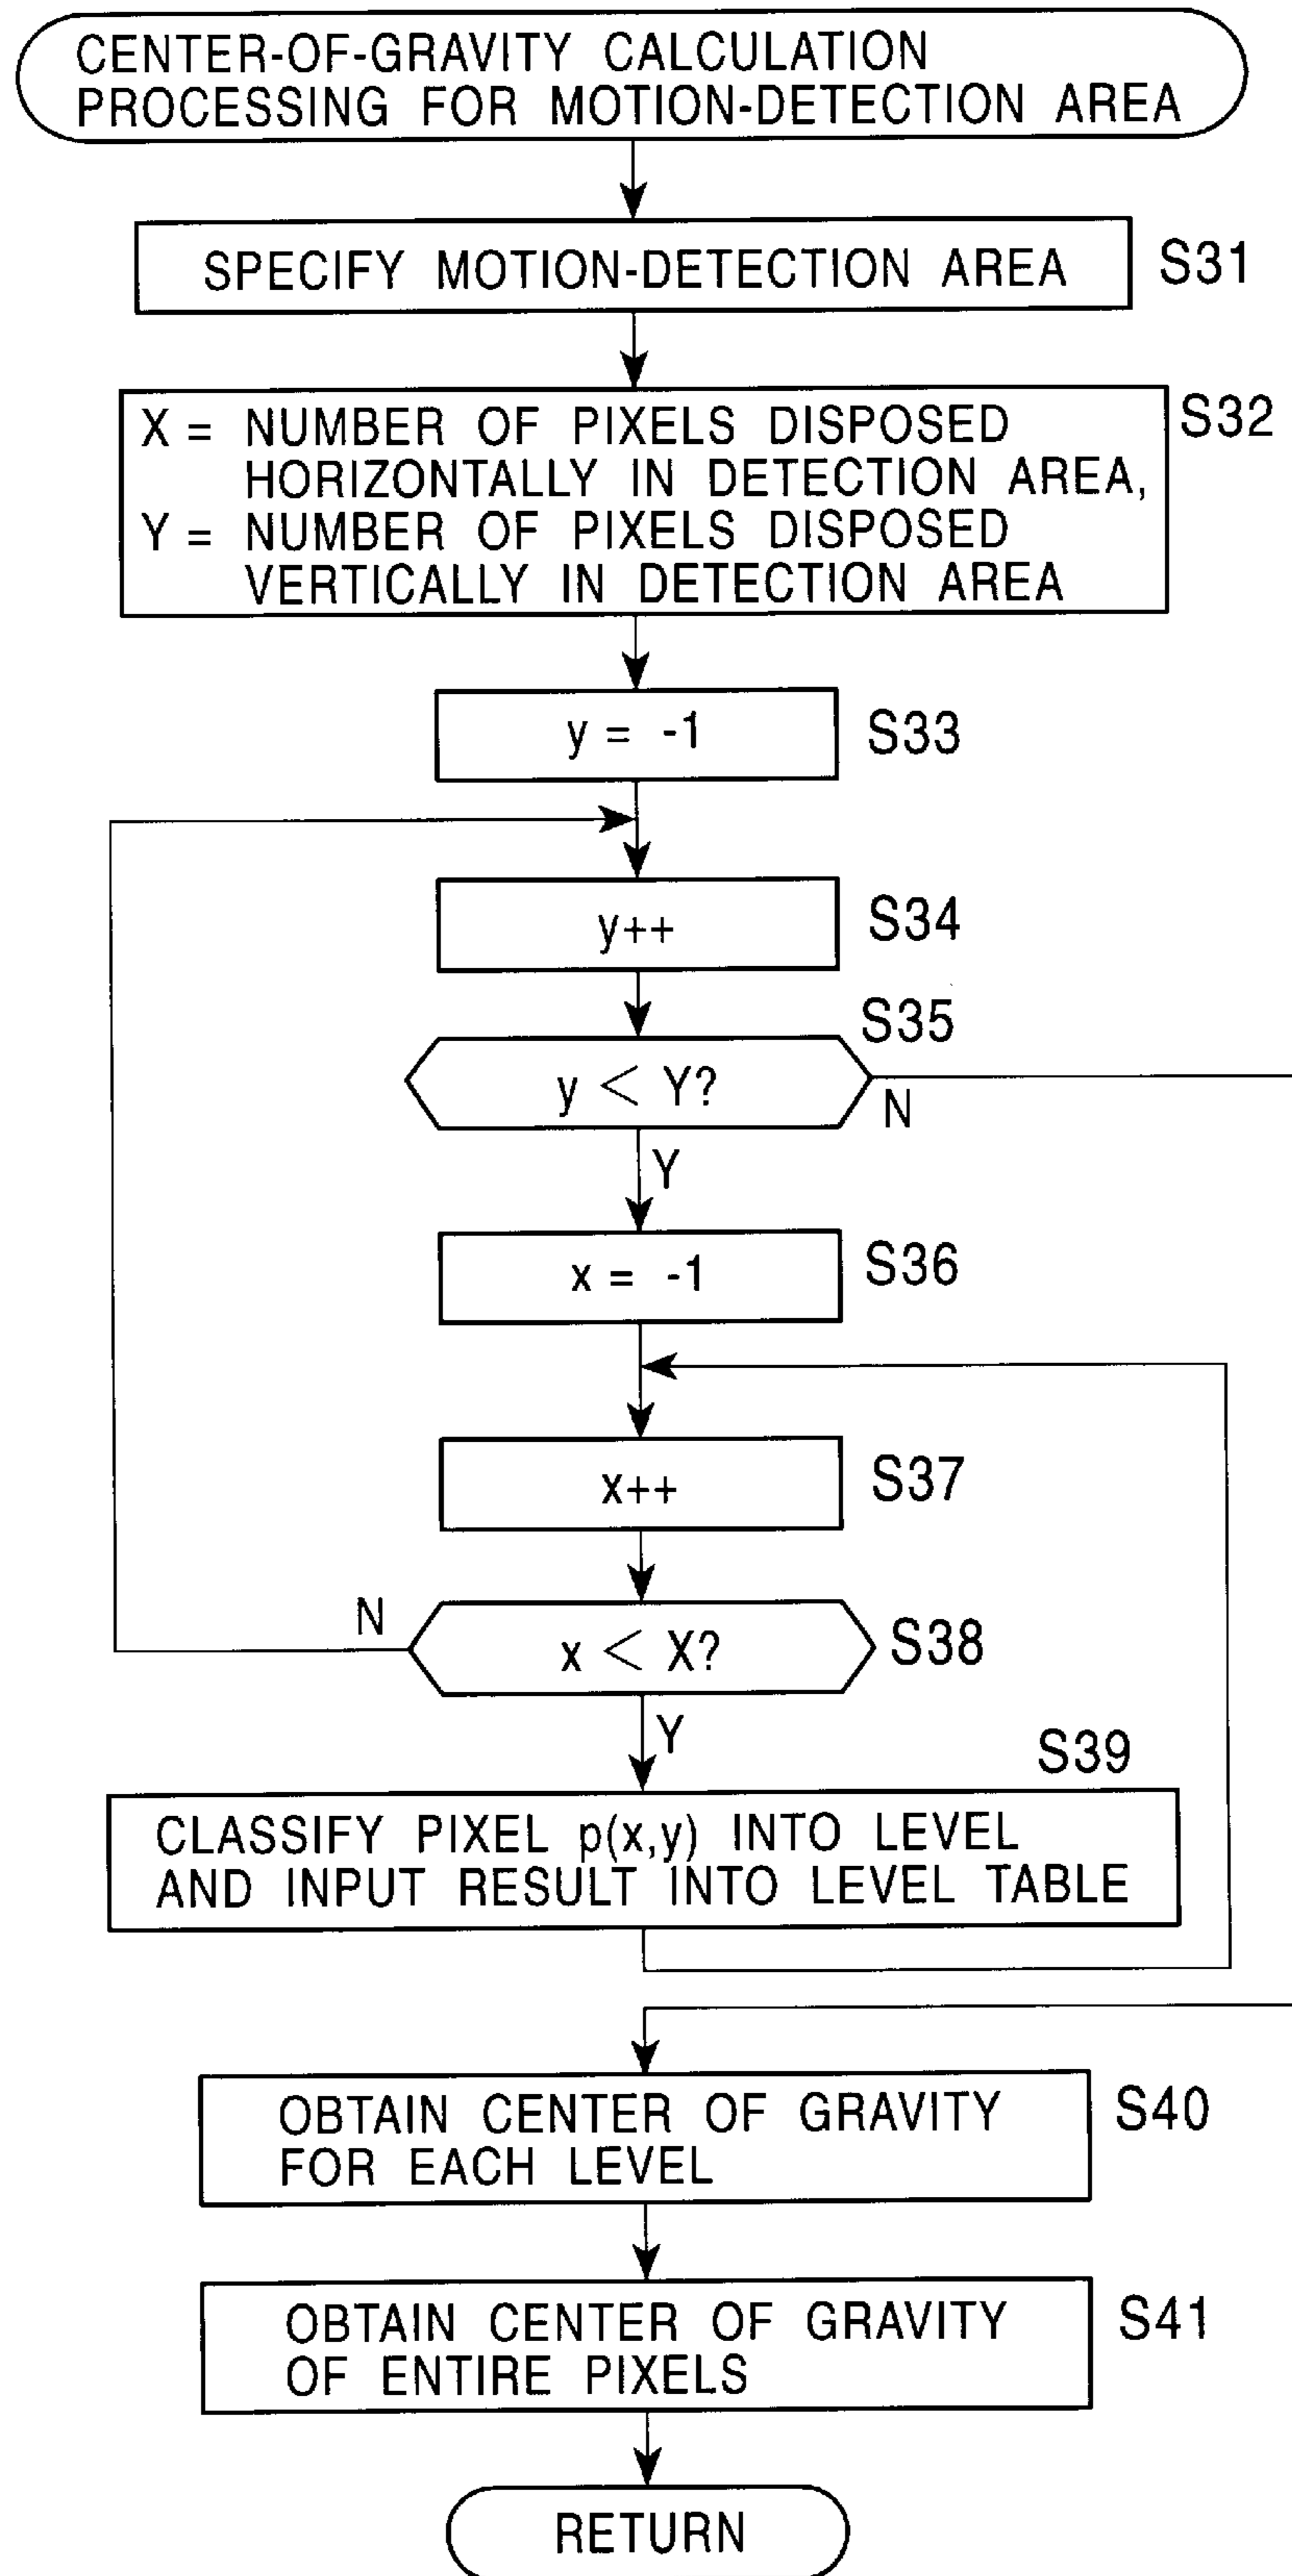 CENTER-OF-GRAVITY CALCULATION
PROCESSING FOR MOTION-DETECTION AREA
SPECIFY MOTION-DETECTION AREA S31
X = NUMBER OF PIXELS DISPOSED S32
HORIZONTALLY IN DETECTION AREA,
Y = NUMBER OF PIXELS DISPOSED
VERTICALLY IN DETECTION AREA
y = -1 S33
y++ S34
S35
y < Y?
N
Y
x = -1 S36
x++ S37
N
x < X? S38
Y
S39
CLASSIFY PIXEL p(x,y) INTO LEVEL
AND INPUT RESULT INTO LEVEL TABLE
OBTAIN CENTER OF GRAVITY S40
FOR EACH LEVEL
OBTAIN CENTER OF GRAVITY S41
OF ENTIRE PIXELS
RETURN